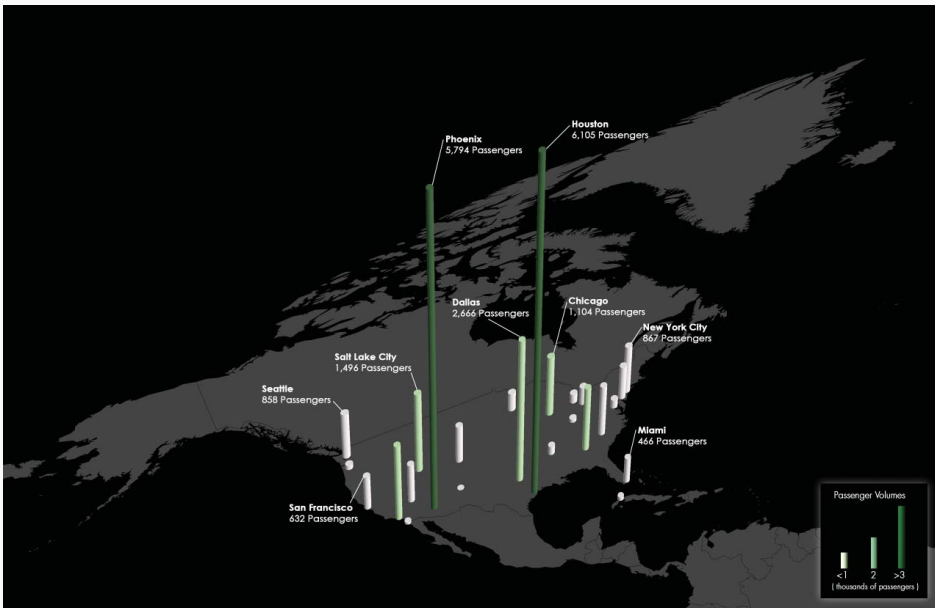 Houston
6,105 Passengers
Phoenix
5,794 Passengers
Dallas
2,666 Passengers
Chicago
1,104 Passengers
New York City
867 Passengers
Salt Lake City
1,496 Passengers
Seattle
858 Passengers
Miami
466 Passengers
San Francisco
632 Passengers
Passenger Volumes
<1 2 >3
( thousands of passengers )